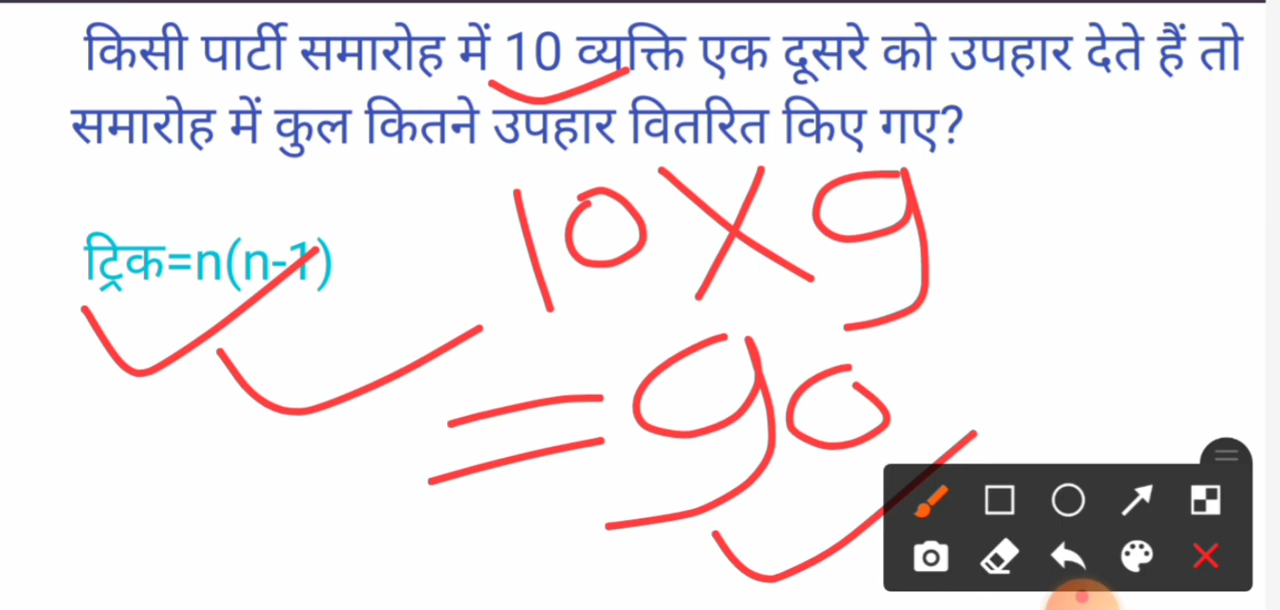 किसी पार्टी समारोह में 10 व्यक्ति एक दूसरे को उपहार देते हैं तो
समारोह में कुल कितने उपहार वितरित किए गए?
ट्रिक=n(n-1)
10×9
=90